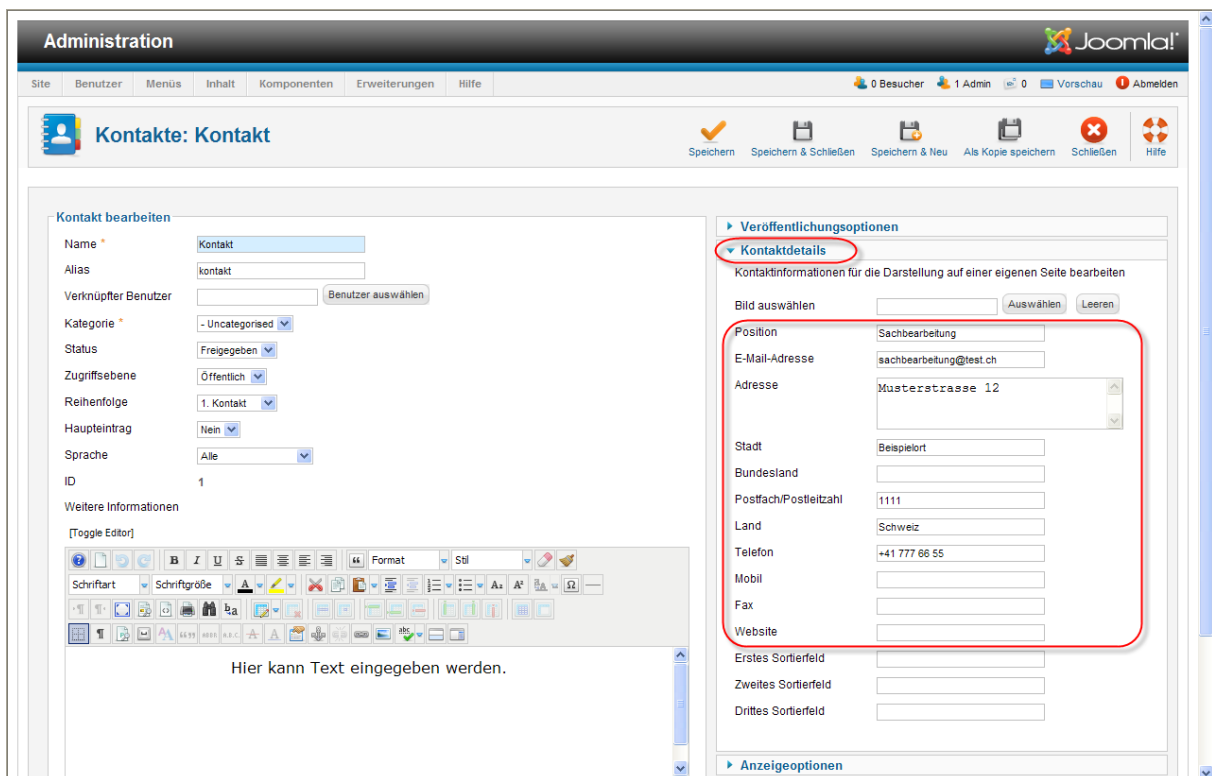 Administration
Joomla!
Site Benutzer Menüs Inhalt Komponenten Erweiterungen Hilfe
0 Besucher 1 Admin 0 Vorschau Abmelden
Kontakte: Kontakt
Speichern Speichern & Schließen Speichern & Neu Als Kopie speichern Schließen Hilfe
Kontakt bearbeiten
Name * Kontakt
Alias kontakt
Verknüpfter Benutzer Benutzer auswählen
Kategorie * - Uncategorised
Status Freigegeben
Zugriffsebene Öffentlich
Reihenfolge 1. Kontakt
Haupteintrag Nein
Sprache Alle
ID 1
Weitere Informationen
[Toggle Editor]
Format Stil
Schriftart Schriftgröße
Hier kann Text eingegeben werden.
Veröffentlichungsoptionen
Kontaktdetails
Kontaktinformationen für die Darstellung auf einer eigenen Seite bearbeiten
Bild auswählen Auswählen Leeren
Position Sachbearbeitung
E-Mail-Adresse sachbearbeitung@test.ch
Adresse Musterstrasse 12
Stadt Beispielort
Bundesland
Postfach/Postleitzahl 1111
Land Schweiz
Telefon +41 777 66 55
Mobil
Fax
Website
Erstes Sortierfeld
Zweites Sortierfeld
Drittes Sortierfeld
Anzeigeoptionen